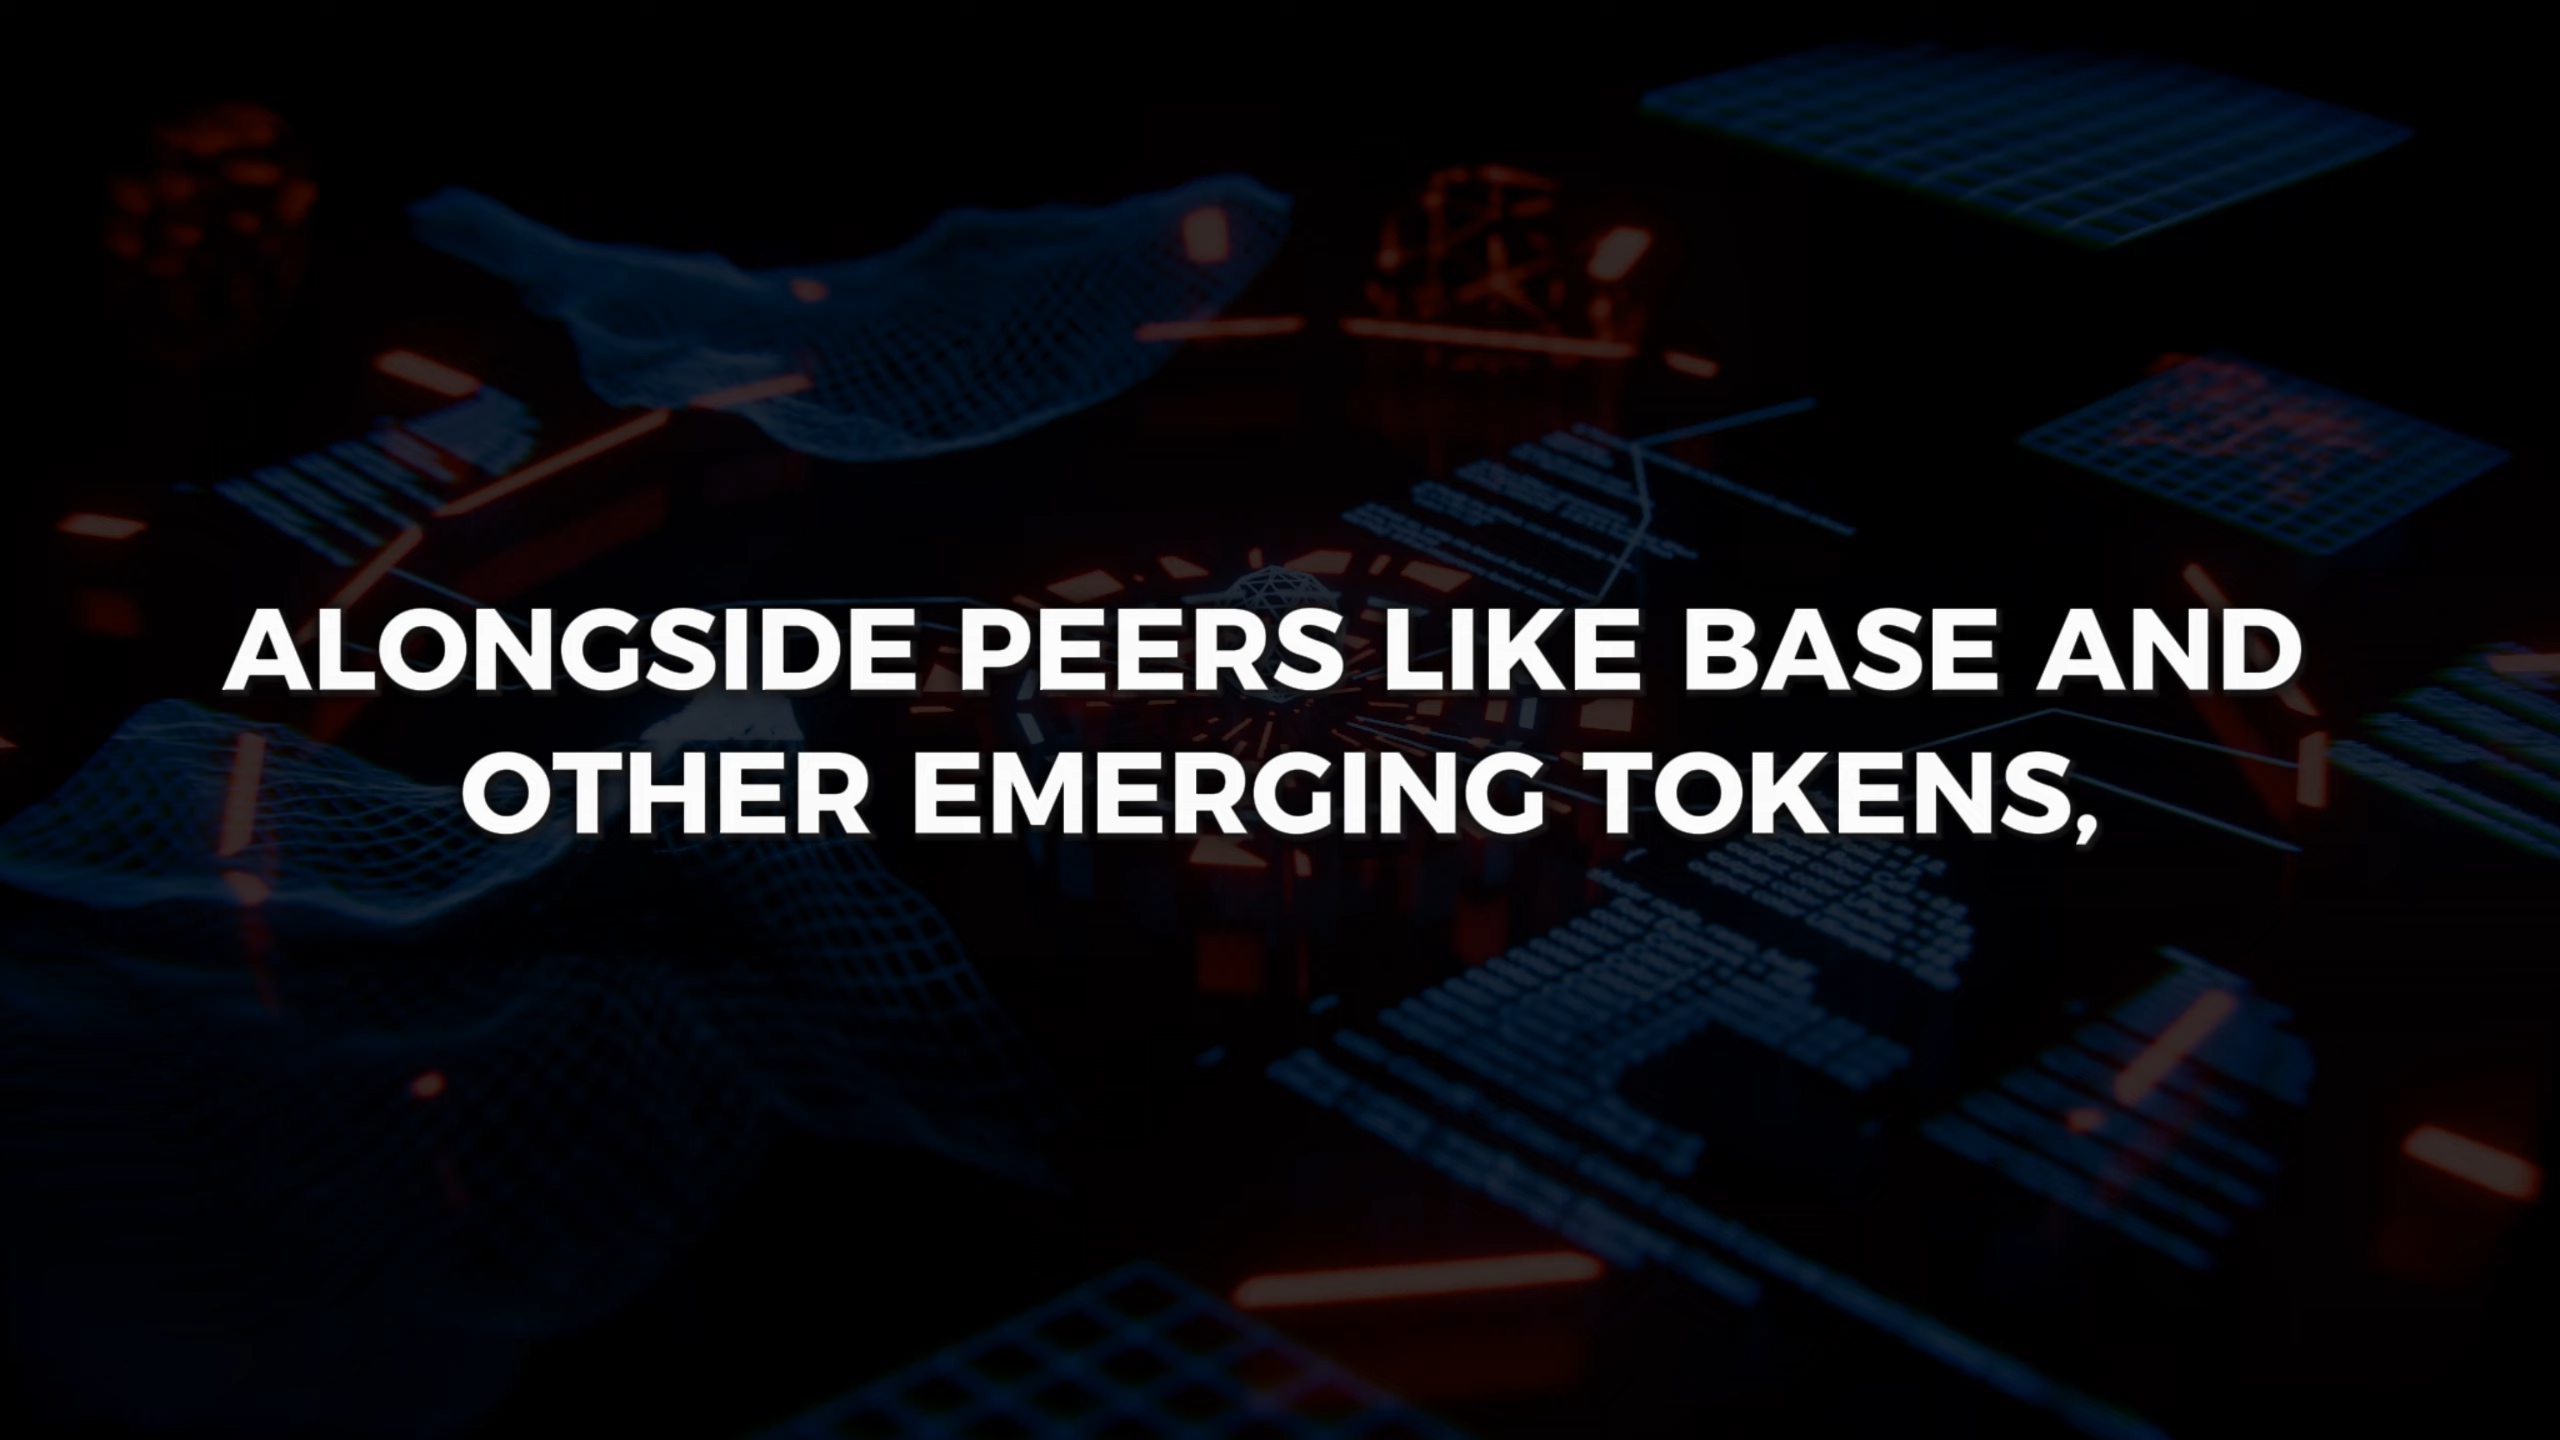 ALONGSIDE PEERS LIKE BASE AND
OTHER EMERGING TOKENS,